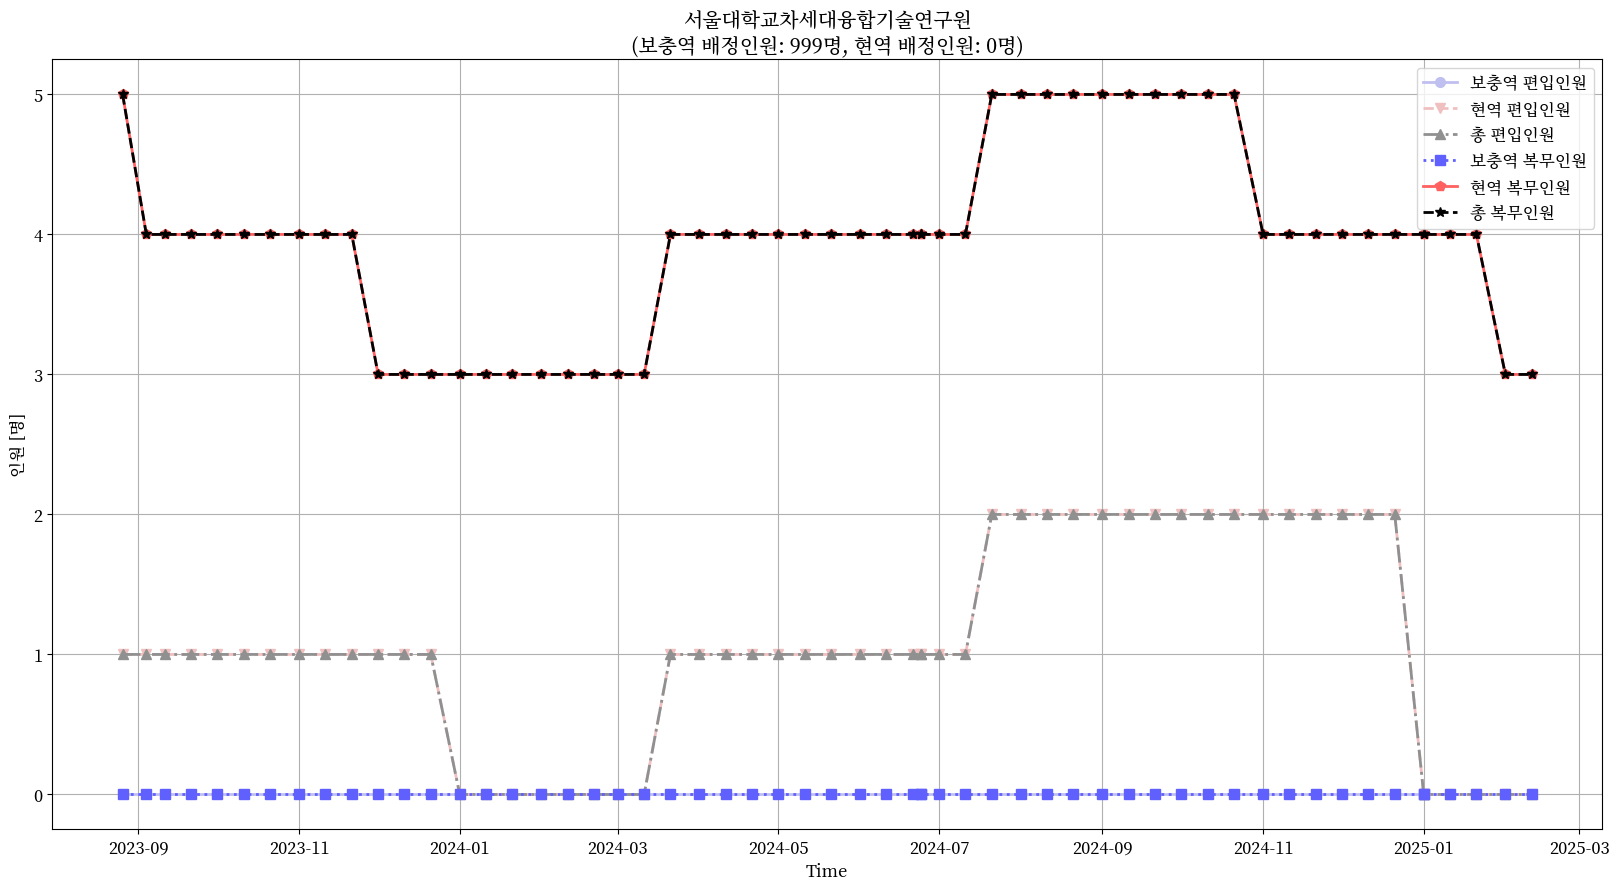 서울대학교차세대융합기술연구원
(보충역 배정인원: 999명, 현역 배정인원: 0명)
보충역 편입인원
현역 편입인원
총 편입인원
보충역 복무인원
현역 복무인원
총 복무인원
인원 [명]
5
4
3
2
1
0
2023-09
2023-11
2024-01
2024-03
2024-05
2024-07
2024-09
2024-11
2025-01
2025-03
Time